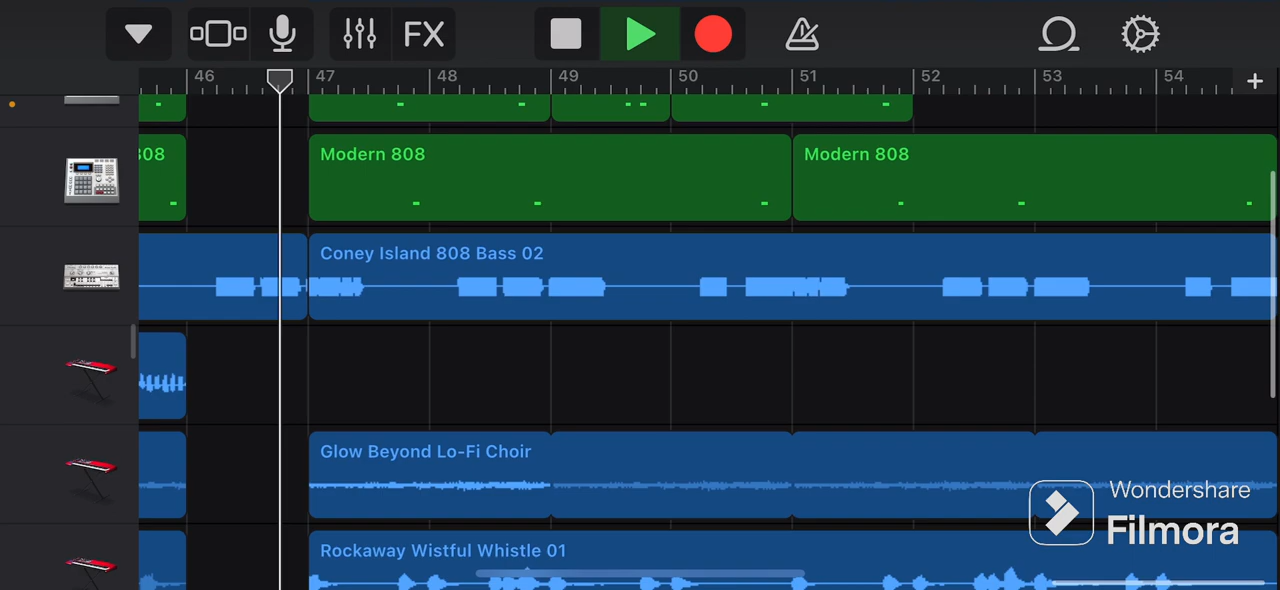 FX
46 47 48 49 50 51 52 53 54
808 Modern 808 Modern 808
Coney Island 808 Bass 02
Glow Beyond Lo-Fi Choir
Wondershare
Filmora
Rockaway Wistful Whistle 01